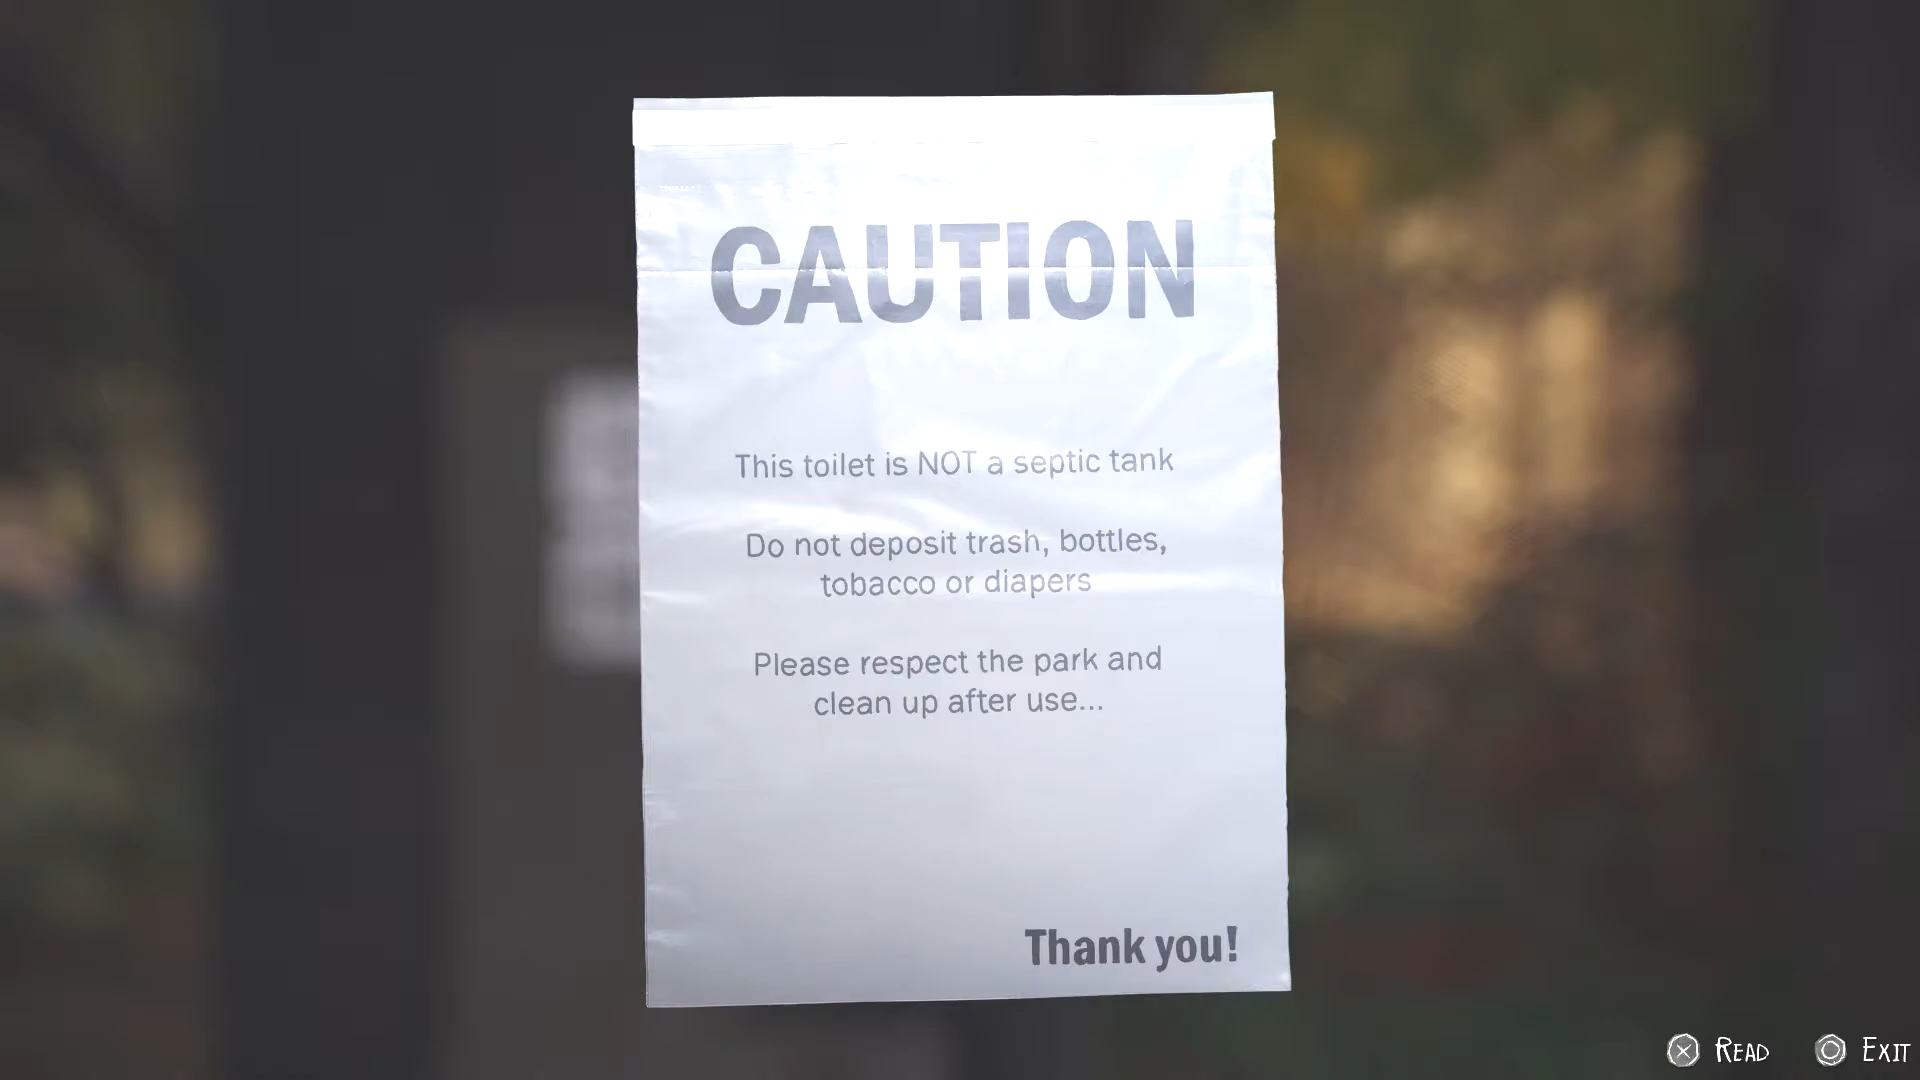 CAUTION
This toilet is NOT a septic tank
Do not deposit trash, bottles,
tobacco or diapers
Please respect the park and
clean up after use...
Thank you!
READ
EXIT